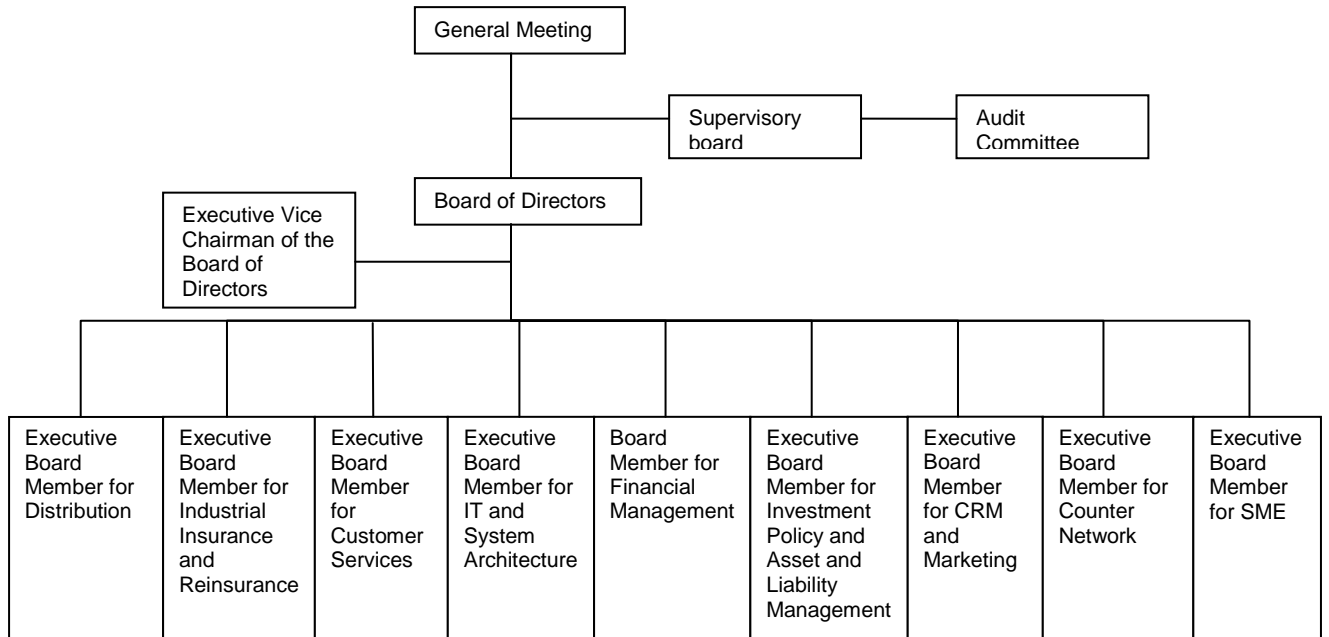 General Meeting
Supervisory
board
Audit
Committee
Board of Directors
Executive Vice
Chairman of the
Board of
Directors
Executive
Board
Member for
Distribution
Executive
Board
Member for
Industrial
Insurance
and
Reinsurance
Executive
Board
Member
for
Customer
Services
Executive
Board
Member for
IT and
System
Architecture
Board
Member for
Financial
Management
Executive
Board
Member for
Investment
Policy and
Asset and
Liability
Management
Executive
Board
Member
for CRM
and
Marketing
Executive
Board
Member for
Counter
Network
Executive
Board
Member
for SME